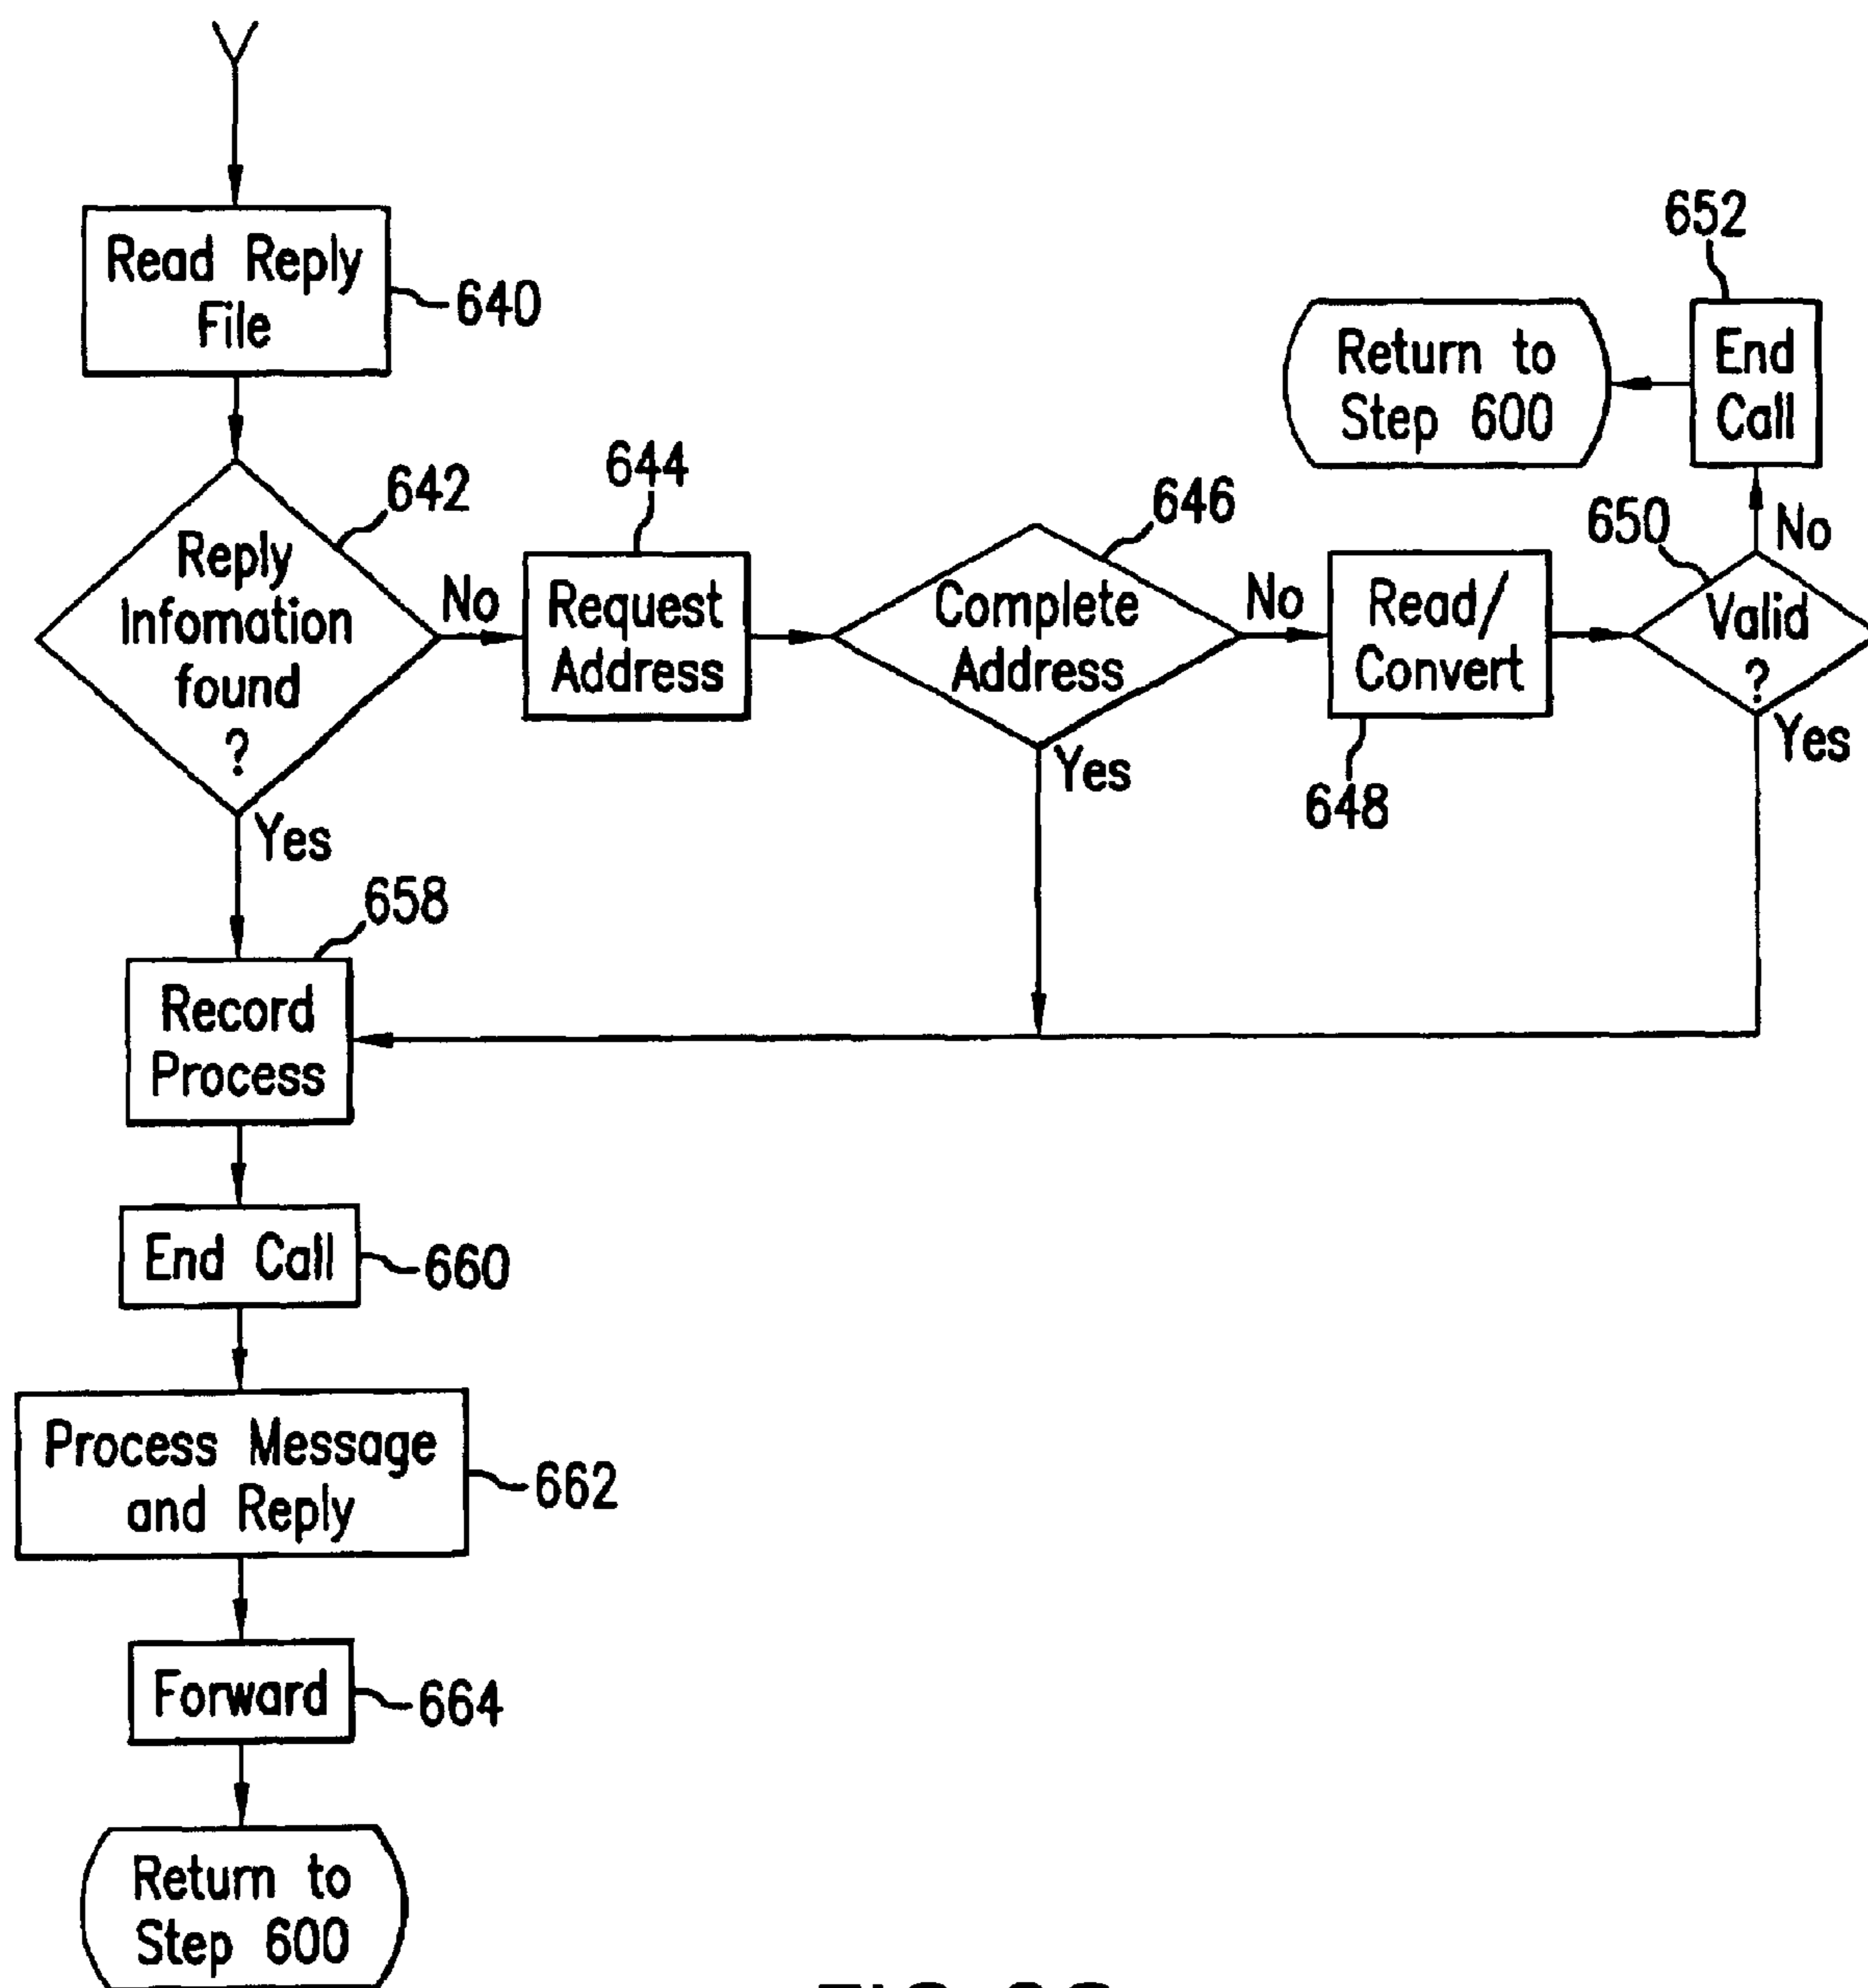 Y
Read Reply
File
640
652
Return to
Step 600
End
Call
642
644
646
650
No
Reply
Infomation
found
?
No
Request
Address
Complete
Address
No
Read/
Convert
Valid
?
Yes
Yes
648
Yes
658
Record
Process
End Call
660
Process Message
and Reply
662
Forward
664
Return to
Step 600